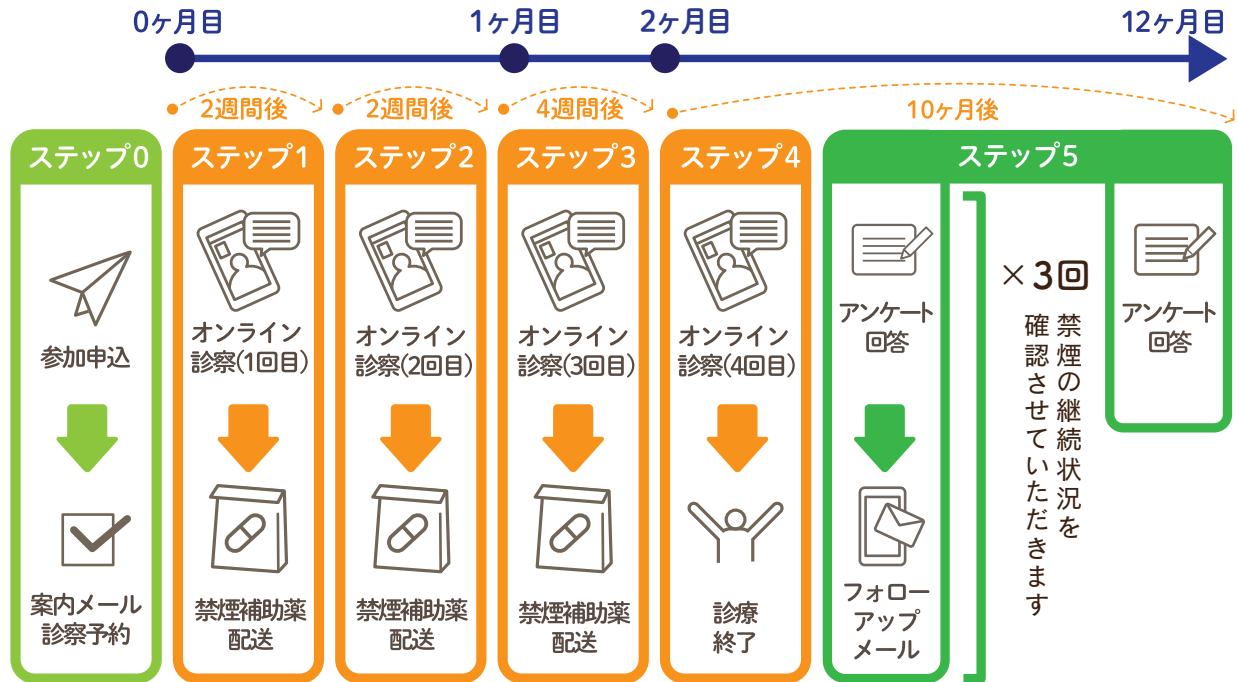 0ヶ月目
1ヶ月目
2ヶ月目
12ヶ月目
2週間後
2週間後
4週間後
10ヶ月後
ステップ0
参加申込
案内メール
診察予約
ステップ1
オンライン
診察(1回目)
禁煙補助薬
配送
ステップ2
オンライン
診察(2回目)
禁煙補助薬
配送
ステップ3
オンライン
診察(3回目)
禁煙補助薬
配送
ステップ4
オンライン
診察(4回目)
診療
終了
ステップ5
アンケート
回答
フォロー
アップ
メール
×3回
禁煙の継続状況を
確認させていただきます
アンケート
回答